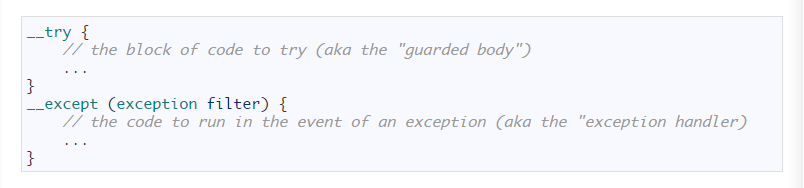 __try {
    // the block of code to try (aka the "guarded body")
    ...
}
__except (exception filter) {
    // the code to run in the event of an exception (aka the "exception handler)
    ...
}